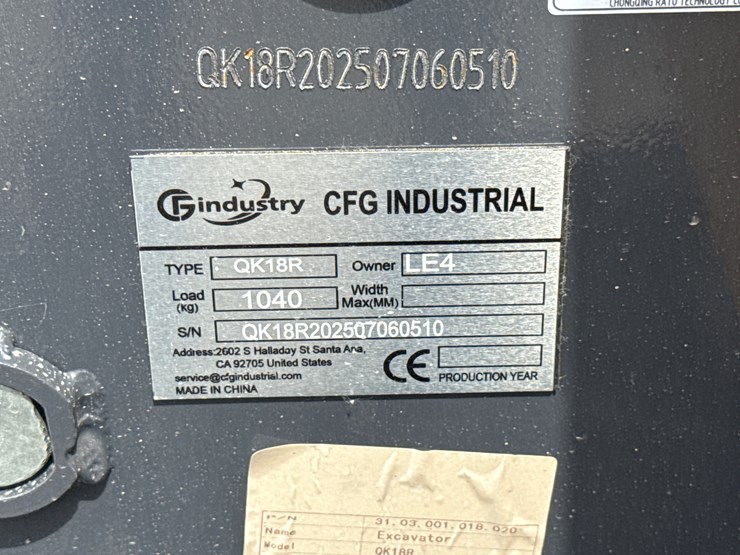 CHONGQING RATO TECHNOLOGY CO
QK18R202507060510
CFGindustry CFG INDUSTRIAL
TYPE QK18R Owner LE4
Load (Kg) 1040 Width Max(MM)
S/N QK18R202507060510
Address:2602 S Halladay St Santa Ana,
CA 92705 United States
service@cfgindustrial.com
MADE IN CHINA
CE PRODUCTION YEAR
P/N 31.03.001.018.020
Name Excavator
Model QK18R